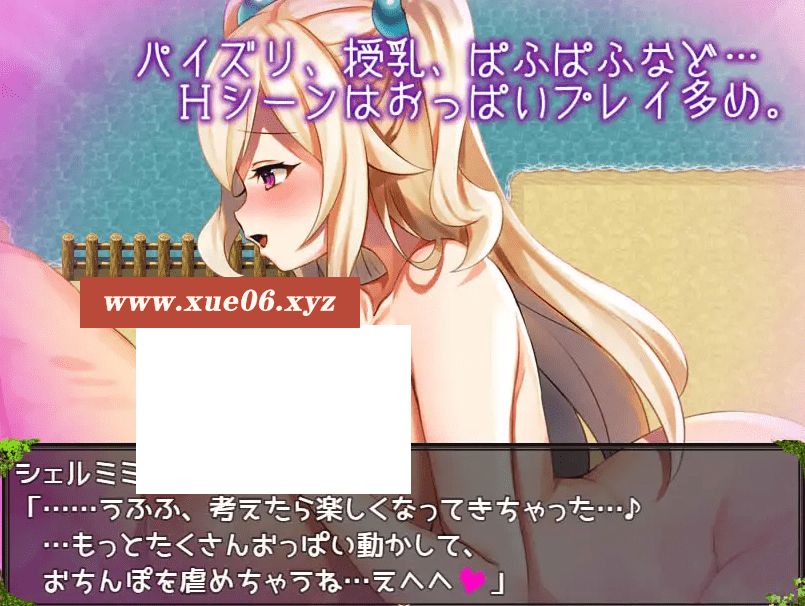 パイズリ、授乳、ぱふぱふなど…
Hシーンはおっぱいプレイ多め。
www.xue06.xyz
シェルミミ
「……うふふ、考えたら楽しくなってきちゃった…♪
…もっとたくさんおっぱい動かして、
おちんぽを虐めちゃうね…えへへ♥」